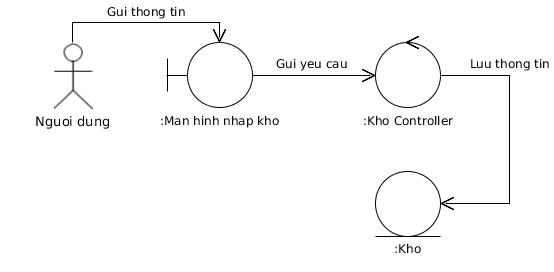 Gui thong tin
Gui yeu cau
Luu thong tin
Nguoi dung
:Man hinh nhap kho
:Kho Controller
:Kho